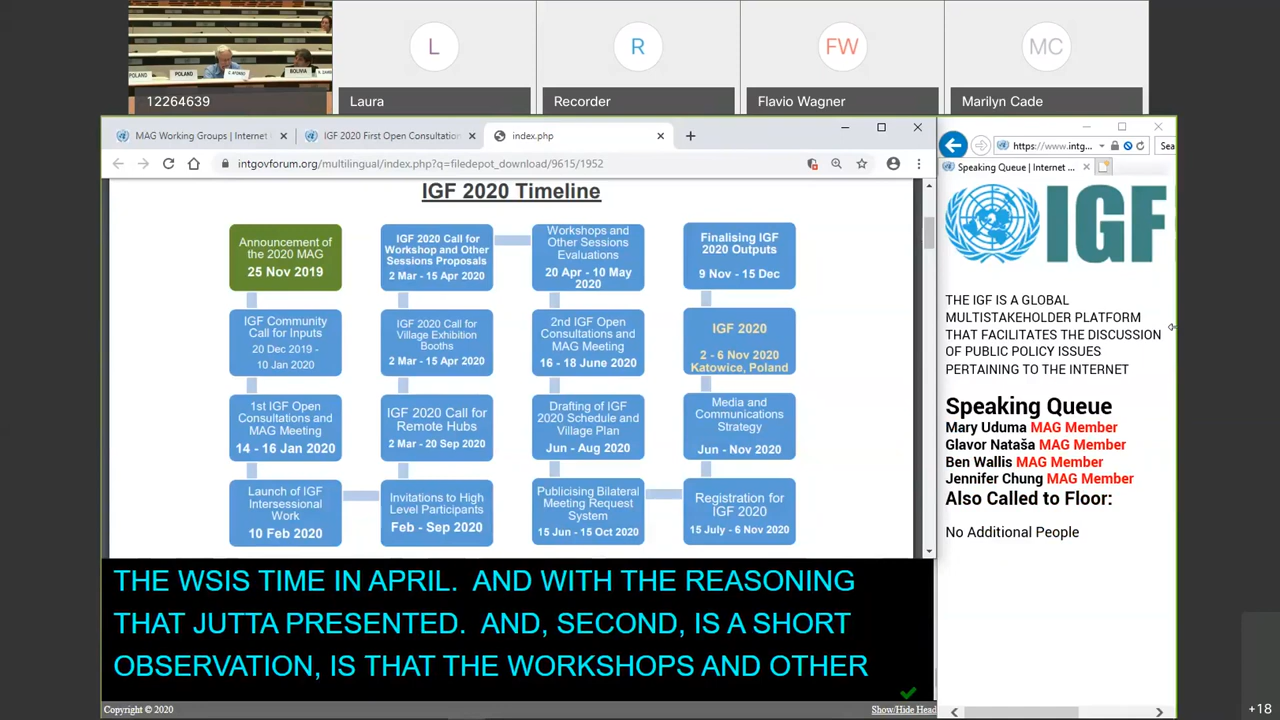 POLAND
POLAND
C. AFONSO
BOLIVIA
12264639
L
Laura
R
Recorder
FW
Flavio Wagner
MC
Marilyn Cade
MAG Working Groups | Internet
IGF 2020 First Open Consultation
index.php
intgovforum.org/multilingual/index.php?q=filedepot_download/9615/1952
IGF 2020 Timeline
Announcement of
the 2020 MAG
25 Nov 2019
IGF Community
Call for Inputs
20 Dec 2019 -
10 Jan 2020
1st IGF Open
Consultations and
MAG Meeting
14 - 16 Jan 2020
Launch of IGF
Intersessional
Work
10 Feb 2020
IGF 2020 Call for
Workshop and Other
Sessions Proposals
2 Mar - 15 Apr 2020
IGF 2020 Call for
Village Exhibition
Booths
2 Mar - 15 Apr 2020
IGF 2020 Call for
Remote Hubs
2 Mar - 20 Sep 2020
Invitations to High
Level Participants
Feb - Sep 2020
Workshops and
Other Sessions
Evaluations
20 Apr - 10 May
2020
2nd IGF Open
Consultations and
MAG Meeting
16 - 18 June 2020
Drafting of IGF
2020 Schedule and
Village Plan
Jun - Aug 2020
Publicising Bilateral
Meeting Request
System
15 Jun - 15 Oct 2020
Finalising IGF
2020 Outputs
9 Nov - 15 Dec
IGF 2020
2 - 6 Nov 2020
Katowice, Poland
Media and
Communications
Strategy
Jun - Nov 2020
Registration for
IGF 2020
15 July - 6 Nov 2020
THE WSIS TIME IN APRIL. AND WITH THE REASONING
THAT JUTTA PRESENTED. AND, SECOND, IS A SHORT
OBSERVATION, IS THAT THE WORKSHOPS AND OTHER
Copyright © 2020
Show/Hide Head
https://www.intg...
Sea
Speaking Queue | Internet ...
IGF
THE IGF IS A GLOBAL
MULTISTAKEHOLDER PLATFORM
THAT FACILITATES THE DISCUSSION
OF PUBLIC POLICY ISSUES
PERTAINING TO THE INTERNET
Speaking Queue
Mary Uduma MAG Member
Glavor Nataša MAG Member
Ben Wallis MAG Member
Jennifer Chung MAG Member
Also Called to Floor:
No Additional People
+18